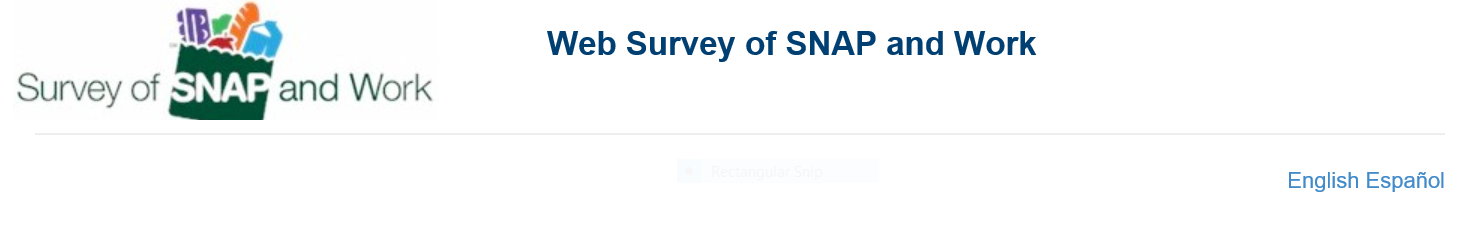 Web Survey of SNAP and Work
Survey of SNAP and Work
Rectangular Snip
English Español